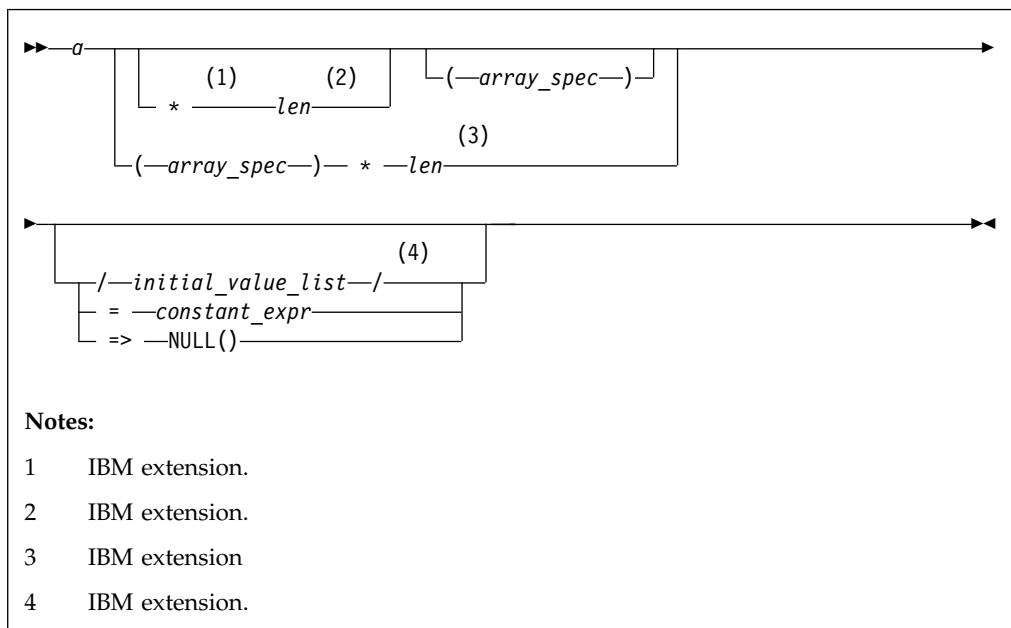 a
(1) (2)
* len
(array_spec)
(3)
(array_spec) * len
(4)
/initial_value_list/
= constant_expr
=> NULL()
Notes:
1 IBM extension.
2 IBM extension.
3 IBM extension
4 IBM extension.